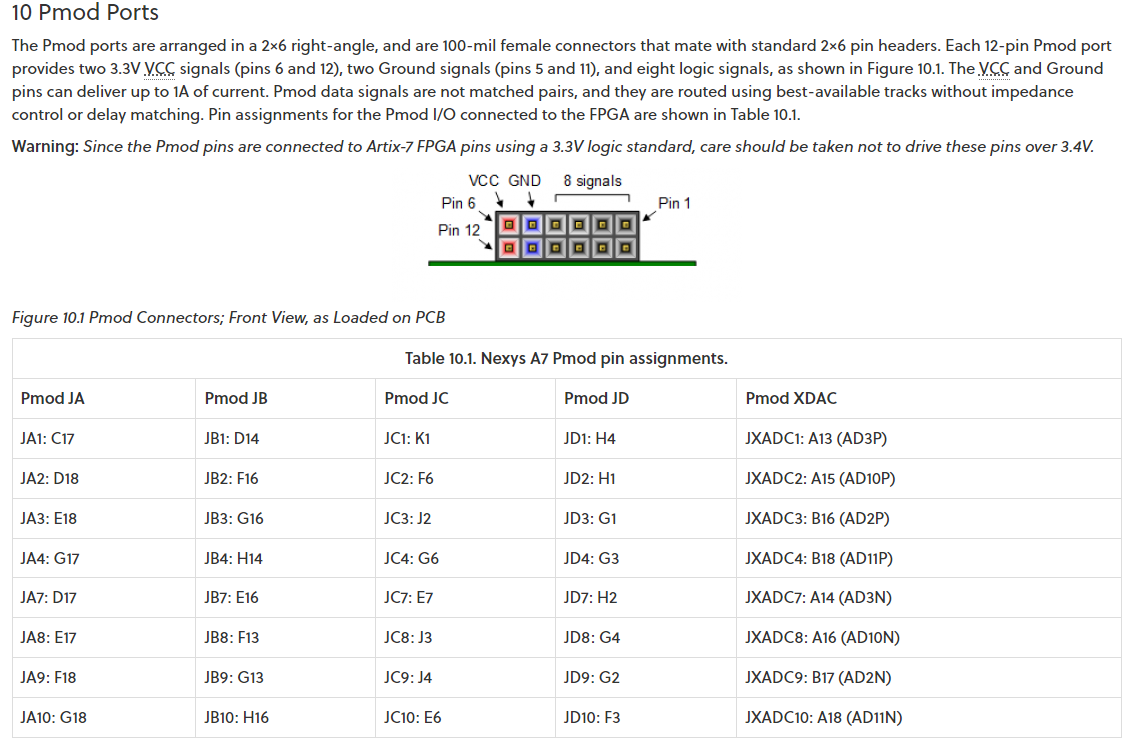 10 Pmod Ports
The Pmod ports are arranged in a 2×6 right-angle, and are 100-mil female connectors that mate with standard 2×6 pin headers. Each 12-pin Pmod port
provides two 3.3V VCC signals (pins 6 and 12), two Ground signals (pins 5 and 11), and eight logic signals, as shown in Figure 10.1. The VCC and Ground
pins can deliver up to 1A of current. Pmod data signals are not matched pairs, and they are routed using best-available tracks without impedance
control or delay matching. Pin assignments for the Pmod I/O connected to the FPGA are shown in Table 10.1.
Warning: Since the Pmod pins are connected to Artix-7 FPGA pins using a 3.3V logic standard, care should be taken not to drive these pins over 3.4V.
VCC GND 8 signals
Pin 6 Pin 1
Pin 12
Figure 10.1 Pmod Connectors; Front View, as Loaded on PCB
Table 10.1. Nexys A7 Pmod pin assignments.
Pmod JA Pmod JB Pmod JC Pmod JD Pmod XDAC
JA1: C17 JB1: D14 JC1: K1 JD1: H4 JXADC1: A13 (AD3P)
JA2: D18 JB2: F16 JC2: F6 JD2: H1 JXADC2: A15 (AD10P)
JA3: E18 JB3: G16 JC3: J2 JD3: G1 JXADC3: B16 (AD2P)
JA4: G17 JB4: H14 JC4: G6 JD4: G3 JXADC4: B18 (AD11P)
JA7: D17 JB7: E16 JC7: E7 JD7: H2 JXADC7: A14 (AD3N)
JA8: E17 JB8: F13 JC8: J3 JD8: G4 JXADC8: A16 (AD10N)
JA9: F18 JB9: G13 JC9: J4 JD9: G2 JXADC9: B17 (AD2N)
JA10: G18 JB10: H16 JC10: E6 JD10: F3 JXADC10: A18 (AD11N)